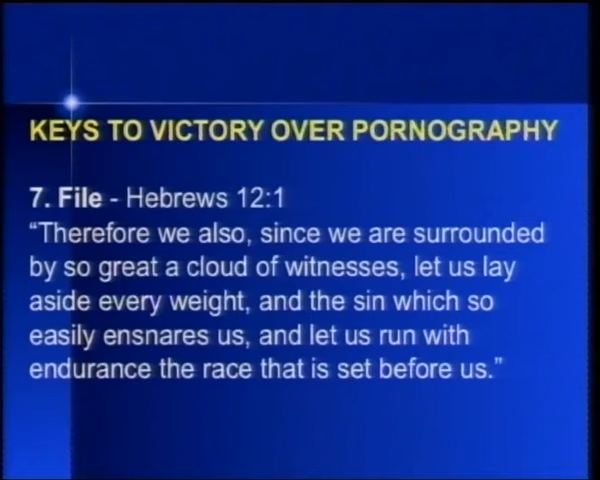 KEYS TO VICTORY OVER PORNOGRAPHY
7. File - Hebrews 12:1
“Therefore we also, since we are surrounded
by so great a cloud of witnesses, let us lay
aside every weight, and the sin which so
easily ensnares us, and let us run with
endurance the race that is set before us.”